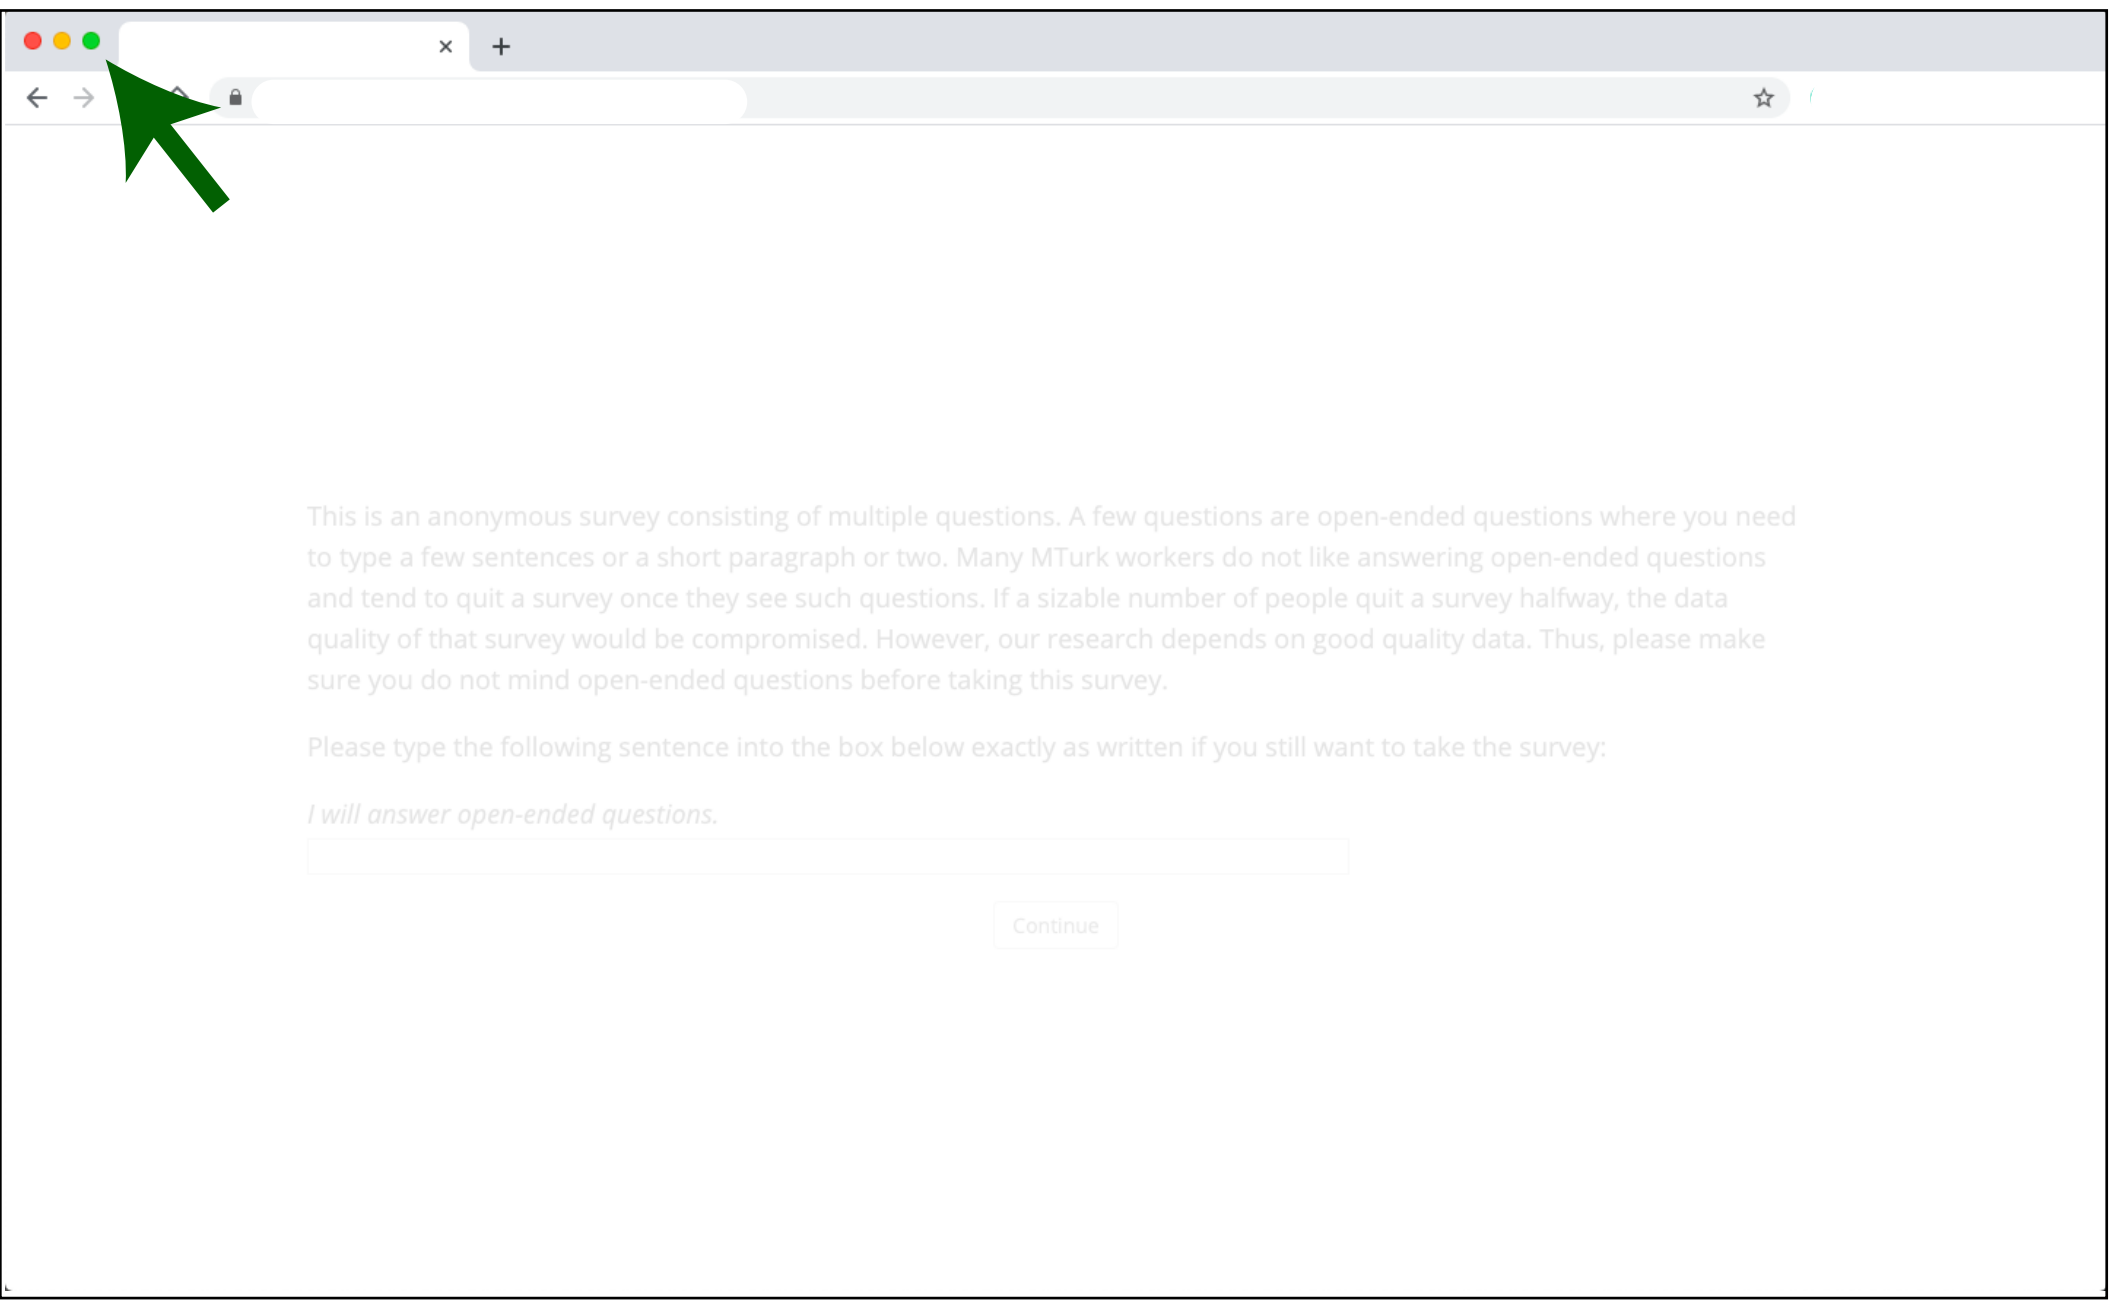 This is an anonymous survey consisting of multiple questions. A few questions are open-ended questions where you need
to type a few sentences or a short paragraph or two. Many MTurk workers do not like answering open-ended questions
and tend to quit a survey once they see such questions. If a sizable number of people quit a survey halfway, the data
quality of that survey would be compromised. However, our research depends on good quality data. Thus, please make
sure you do not mind open-ended questions before taking this survey.
Please type the following sentence into the box below exactly as written if you still want to take the survey:
I will answer open-ended questions.
Continue